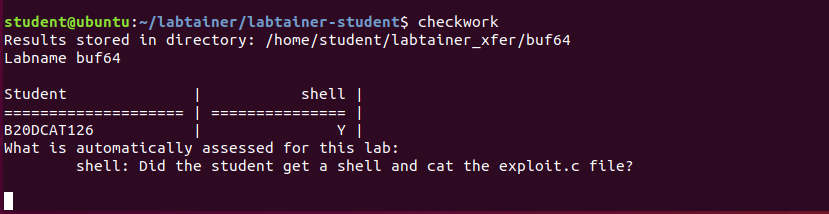 student@ubuntu:~/labtainer/labtainer-student$ checkwork
Results stored in directory: /home/student/labtainer_xfer/buf64
Labname buf64
Student | shell |
==================== | =============== |
B20DCAT126 | Y |
What is automatically assessed for this lab:
shell: Did the student get a shell and cat the exploit.c file?